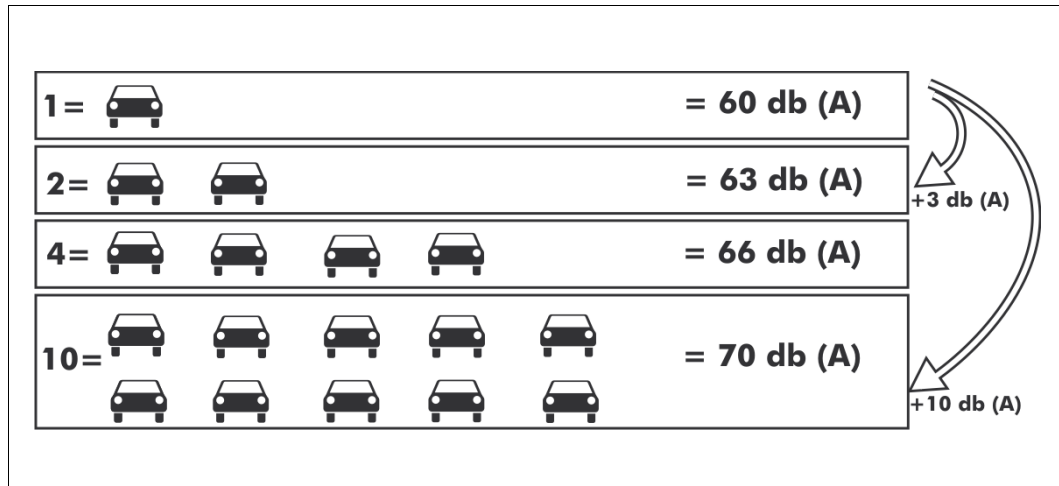 1= = 60 db (A)
2= = 63 db (A)
+3 db (A)
4= = 66 db (A)
10= = 70 db (A)
+10 db (A)